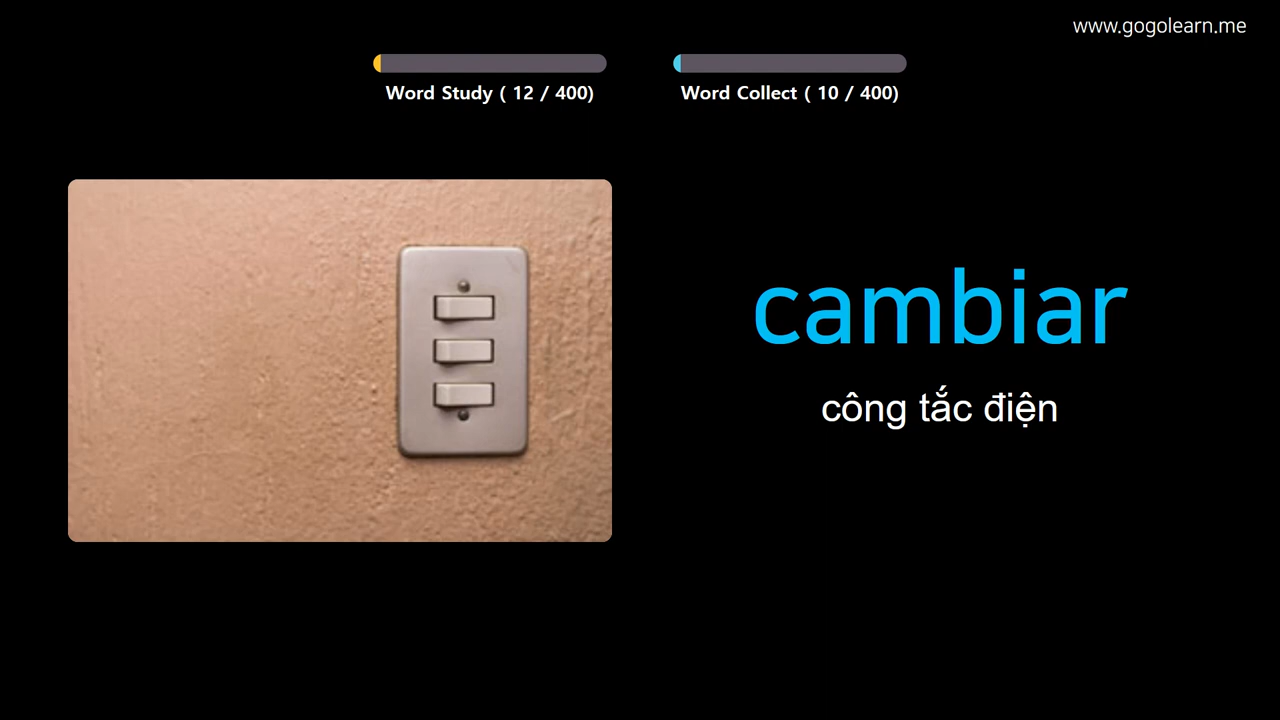 www.gogolearn.me
Word Study ( 12 / 400)
Word Collect ( 10 / 400)
cambiar
công tắc điện